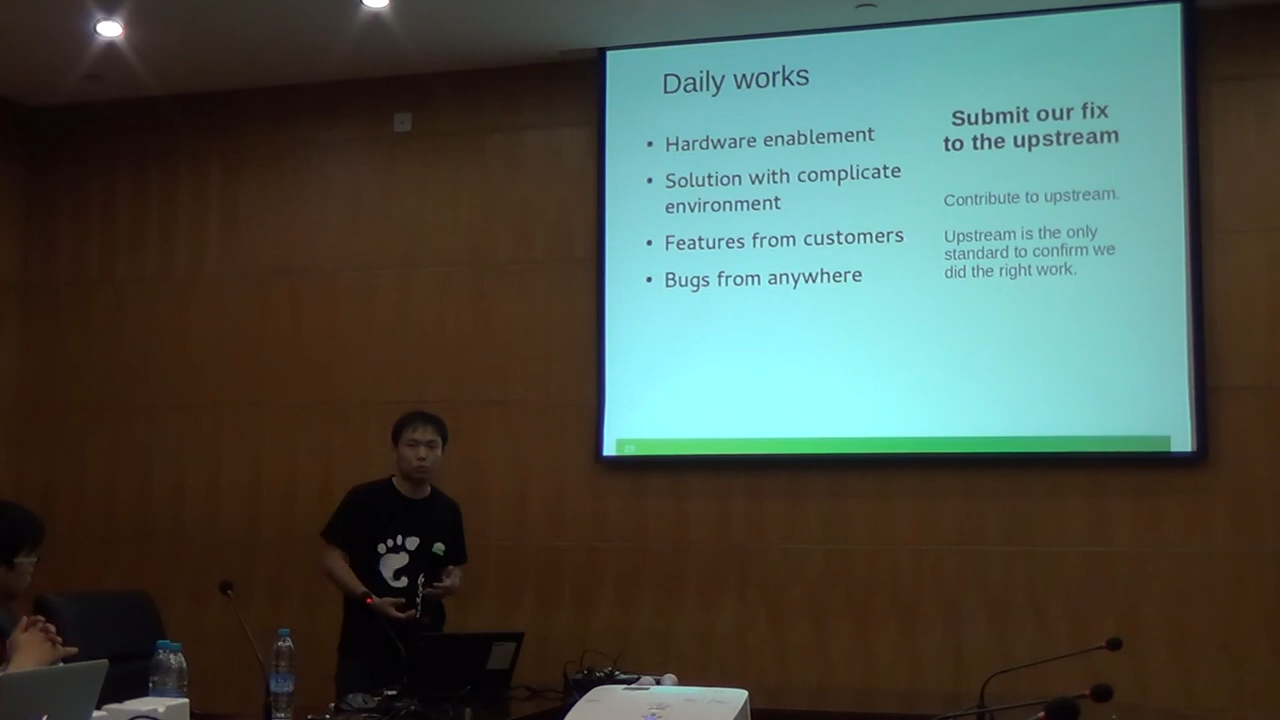 Daily works
• Hardware enablement
• Solution with complicate
environment
• Features from customers
• Bugs from anywhere
Submit our fix
to the upstream
Contribute to upstream.
Upstream is the only
standard to confirm we
did the right work.